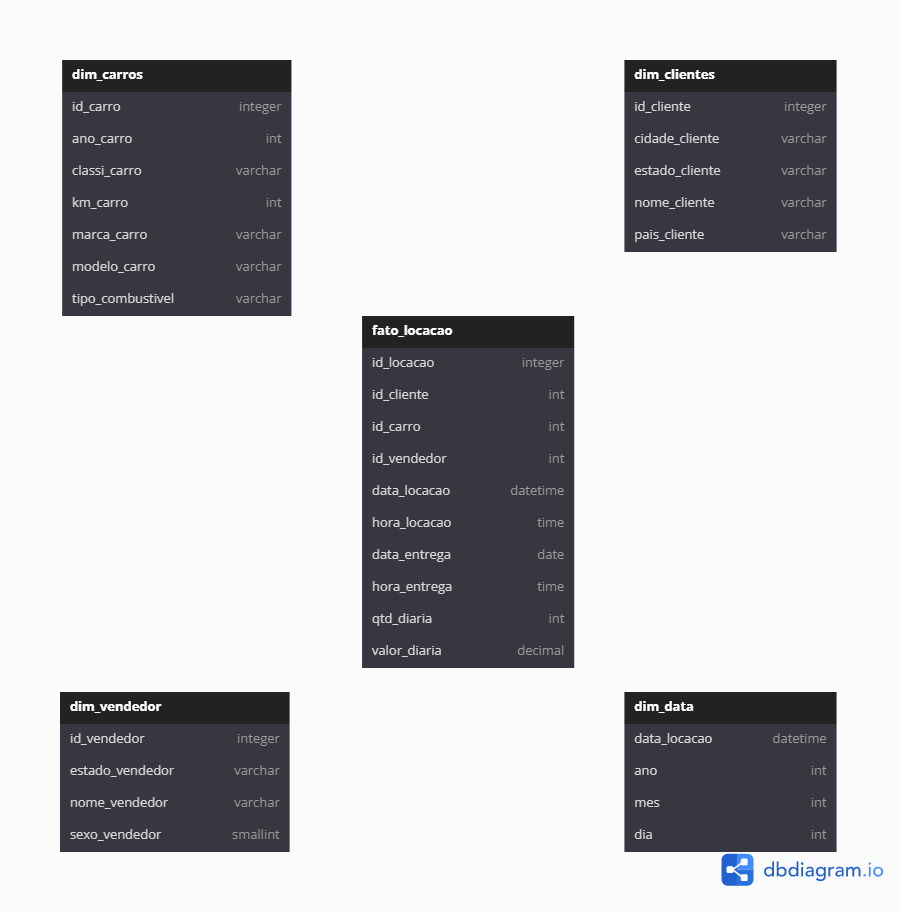 dim_carros
id_carro integer
ano_carro int
classi_carro varchar
km_carro int
marca_carro varchar
modelo_carro varchar
tipo_combustivel varchar
dim_clientes
id_cliente integer
cidade_cliente varchar
estado_cliente varchar
nome_cliente varchar
pais_cliente varchar
fato_locacao
id_locacao integer
id_cliente int
id_carro int
id_vendedor int
data_locacao datetime
hora_locacao time
data_entrega date
hora_entrega time
qtd_diaria int
valor_diaria decimal
dim_vendedor
id_vendedor integer
estado_vendedor varchar
nome_vendedor varchar
sexo_vendedor smallint
dim_data
data_locacao datetime
ano int
mes int
dia int
dbdiagram.io